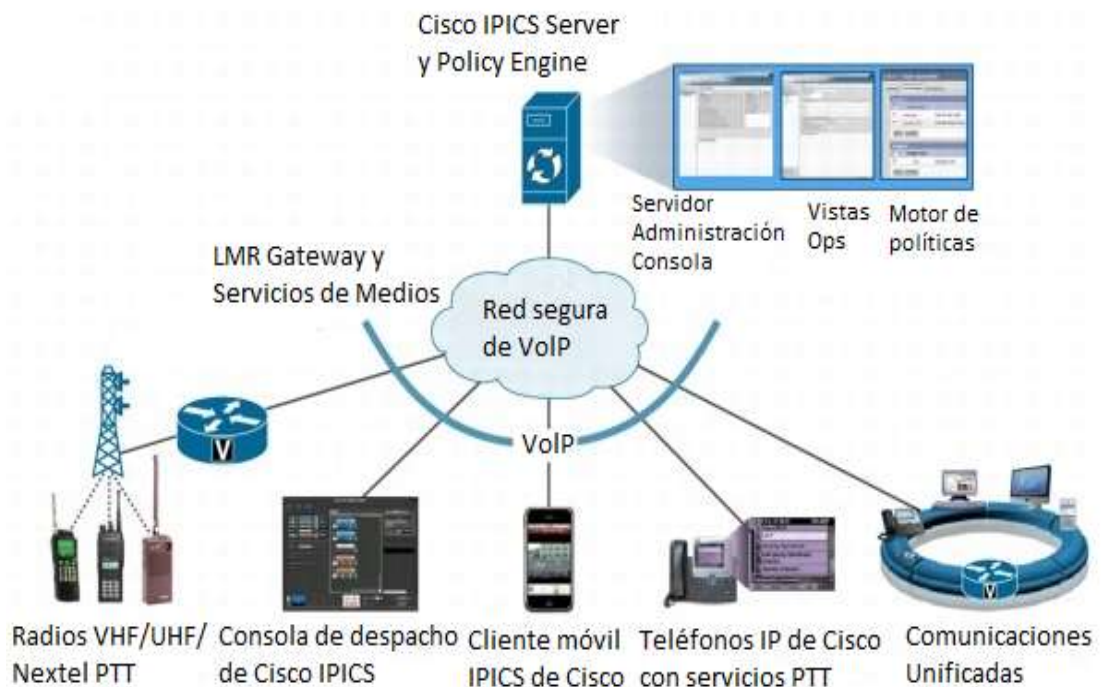 Cisco IPICS Server
y Policy Engine
Servidor
Administración
Consola
Vistas
Ops
Motor de
políticas
LMR Gateway y
Servicios de Medios
Red segura
de VoIP
VoIP
V
V
Radios VHF/UHF/
Nextel PTT
Consola de despacho
de Cisco IPICS
Cliente móvil
IPICS de Cisco
Teléfonos IP de Cisco
con servicios PTT
Comunicaciones
Unificadas